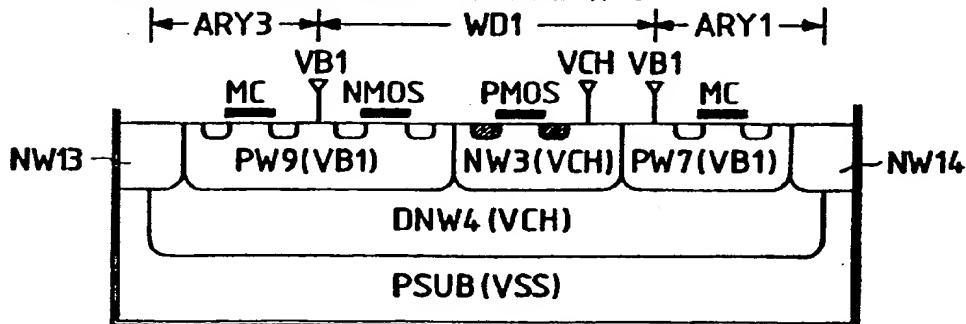 ARY3 WD1 ARY1
VB1 VCH VB1
MC NMOS PMOS MC
NW13 PW9(VB1) NW3(VCH) PW7(VB1) NW14
DNW4(VCH)
PSUB(VSS)